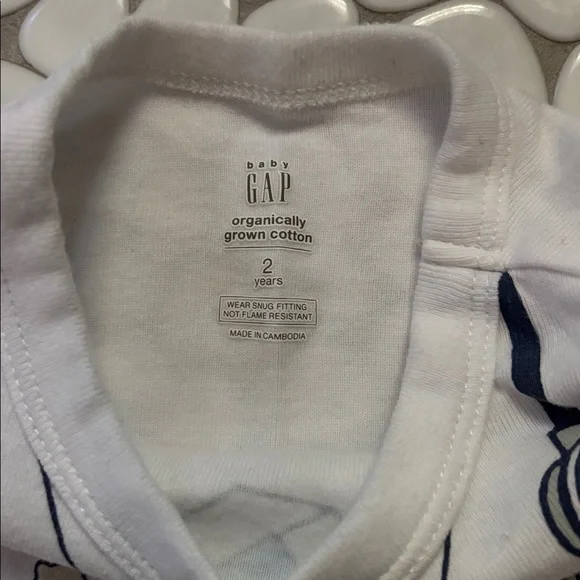 baby
GAP
organically
grown cotton
2
years
WEAR SNUG FITTING
NOT FLAME RESISTANT
MADE IN CAMBODIA